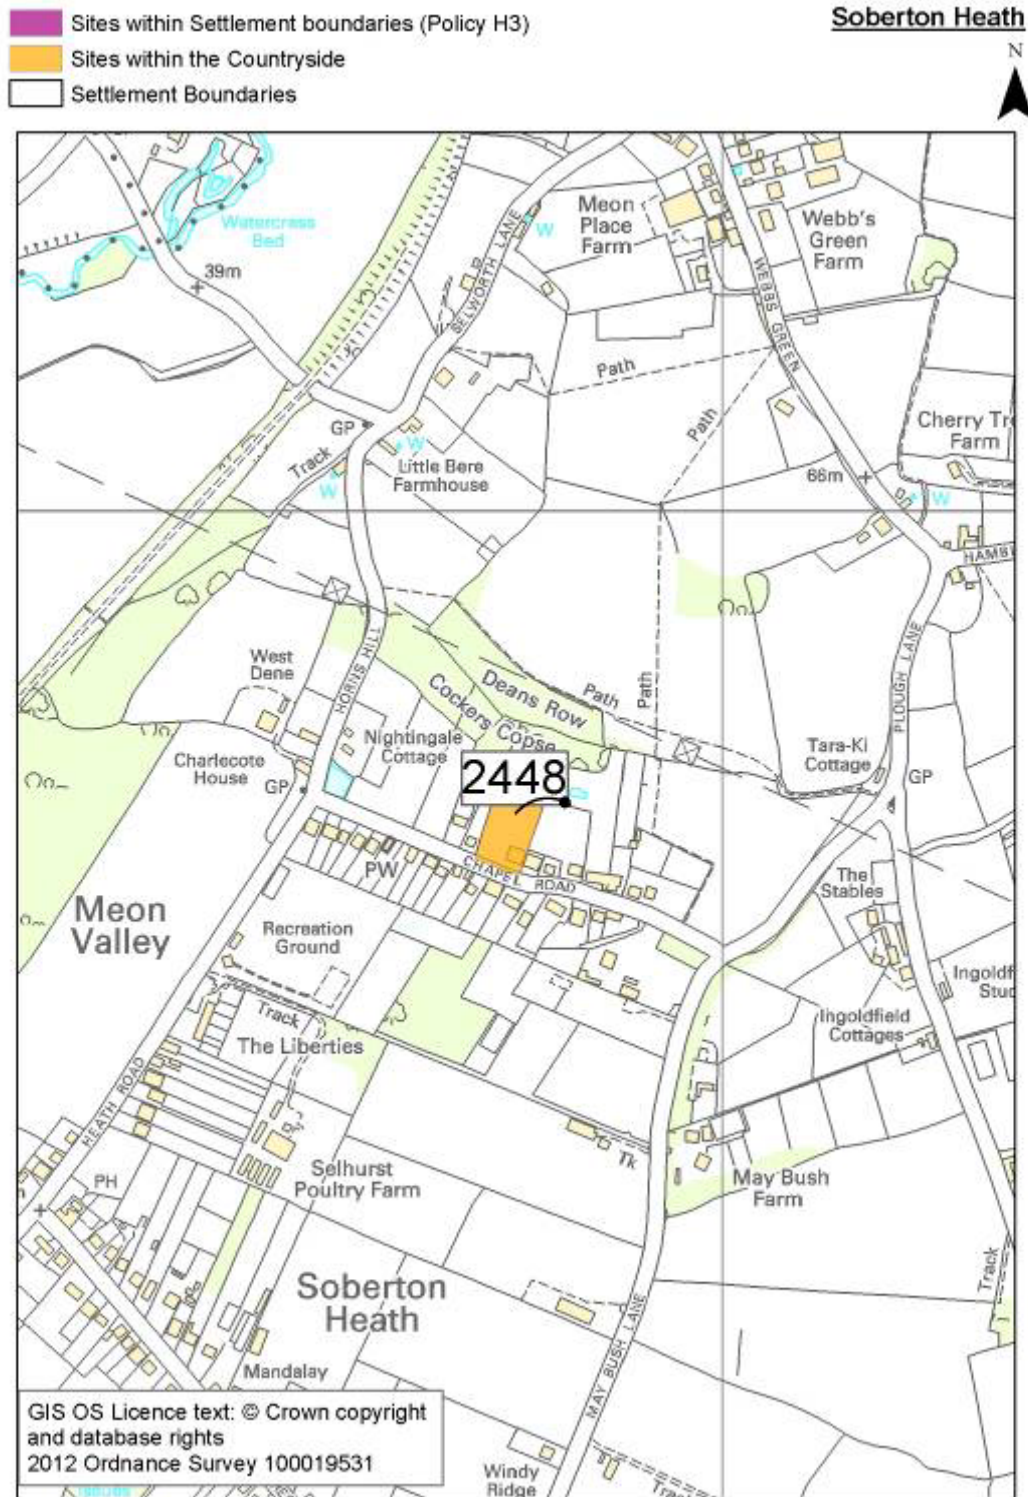 Soberton Heath
Sites within Settlement boundaries (Policy H3)
Sites within the Countryside
Settlement Boundaries
N
Watercress
Bed
39m
SELWORTH LANE
W
Meon
Place
Farm
Webb's
Green
Farm
WEBBS GREEN
Path
Path
GP
Track
W
W
Little Bere
Farmhouse
Cherry Tr
Farm
66m
W
HAMB
PLOUGH LANE
West
Dene
HORNS HILL
Deans Row
Cockers Copse
Path
Path
Nightingale
Cottage
Charlecote
House
GP
2448
Tara-Ki
Cottage
GP
CHAPEL ROAD
PW
The
Stables
Meon
Valley
Recreation
Ground
Track
The Liberties
Ingoldf
Stud
Ingoldfield
Cottages
HEATH ROAD
PH
Selhurst
Poultry Farm
Tk
May Bush
Farm
Track
Soberton
Heath
MAY BUSH LANE
Mandalay
GIS OS Licence text: © Crown copyright
and database rights
2012 Ordnance Survey 100019531
Issues
Windy
Ridge
Track